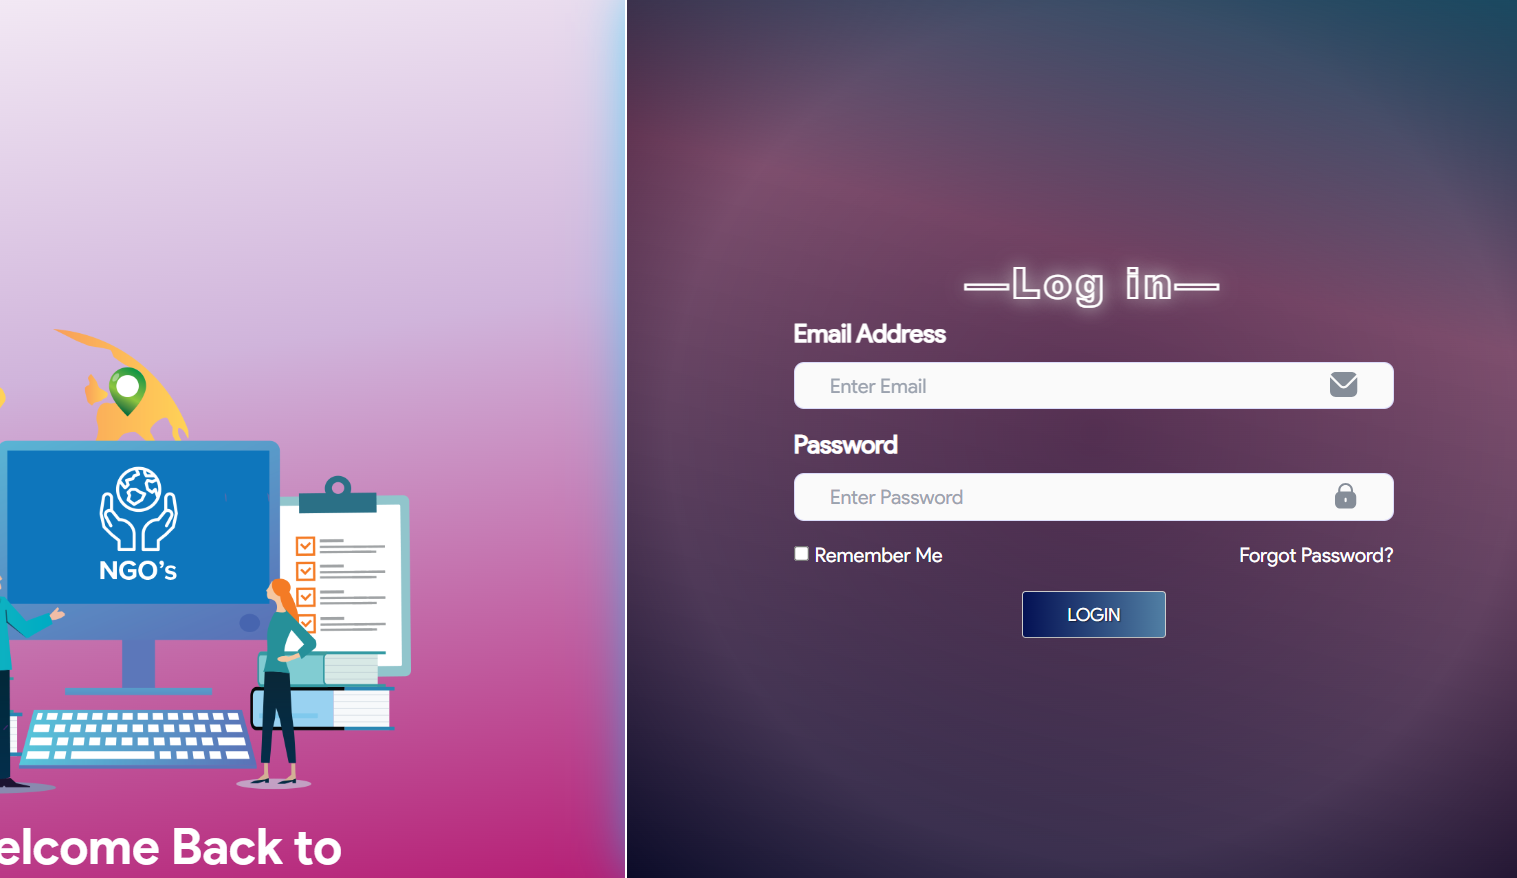 NGO's
elcome Back to
—Log in—
Email Address
Enter Email
Password
Enter Password
Remember Me
Forgot Password?
LOGIN